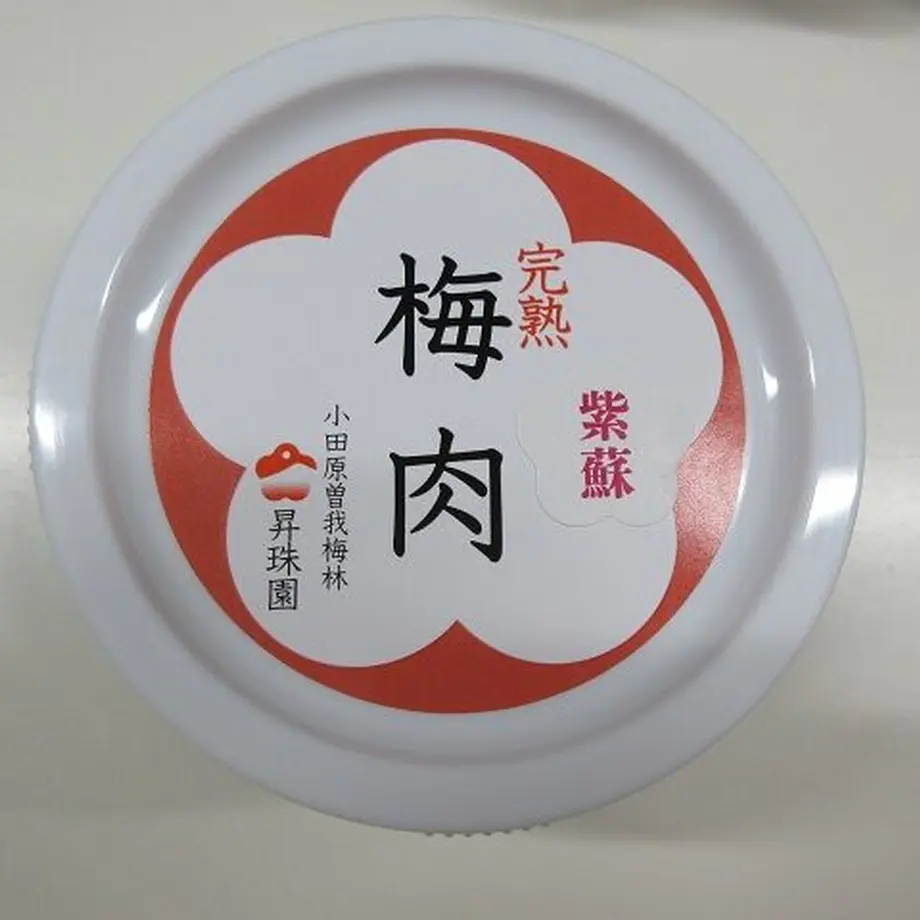 完熟
紫蘇
梅肉
小田原曽我梅林
昇珠園